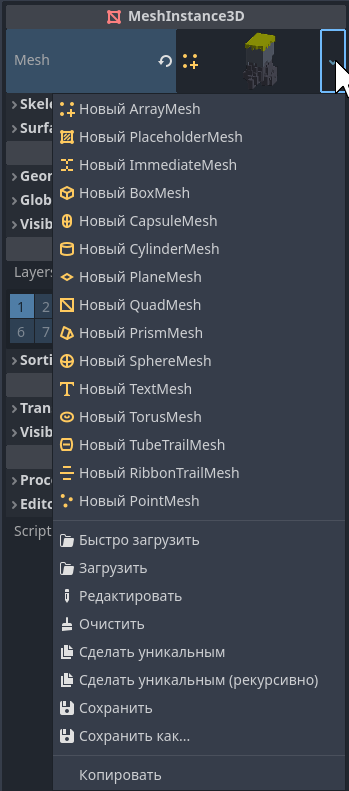 MeshInstance3D
Mesh
Skele
Surfa
Новый ArrayMesh
Новый PlaceholderMesh
Новый ImmediateMesh
Geon
Новый BoxMesh
Glob
Visib
Новый CapsuleMesh
Новый CylinderMesh
Layers
Новый PlaneMesh
1 2
Новый QuadMesh
6 7
Новый PrismMesh
Sorti
Новый SphereMesh
Новый TextMesh
Tran
Новый TorusMesh
Visib
Новый TubeTrailMesh
Proce
Новый RibbonTrailMesh
Edito
Новый PointMesh
Script
Быстро загрузить
Загрузить
Редактировать
Очистить
Сделать уникальным
Сделать уникальным (рекурсивно)
Сохранить
Сохранить как...
Копировать